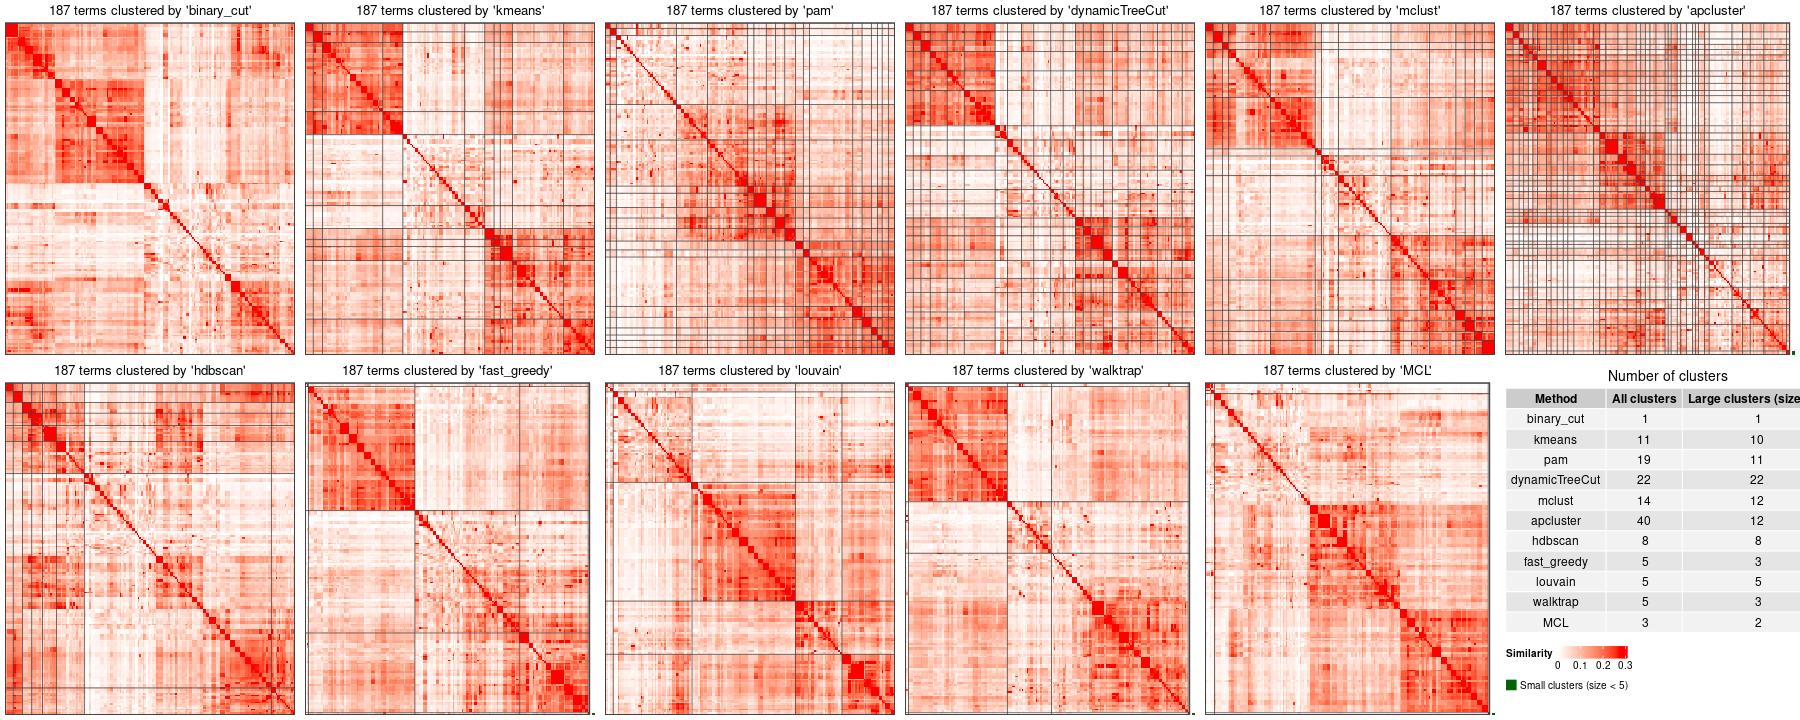 187 terms clustered by 'binary_cut'
187 terms clustered by 'kmeans'
187 terms clustered by 'pam'
187 terms clustered by 'dynamicTreeCut'
187 terms clustered by 'mclust'
187 terms clustered by 'apcluster'
187 terms clustered by 'hdbscan'
187 terms clustered by 'fast_greedy'
187 terms clustered by 'louvain'
187 terms clustered by 'walktrap'
187 terms clustered by 'MCL'
Number of clusters
Method All clusters Large clusters (size
binary_cut 1 1
kmeans 11 10
pam 19 11
dynamicTreeCut 22 22
mclust 14 12
apcluster 40 12
hdbscan 8 8
fast_greedy 5 3
louvain 5 5
walktrap 5 3
MCL 3 2
Similarity
0 0.1 0.2 0.3
Small clusters (size < 5)